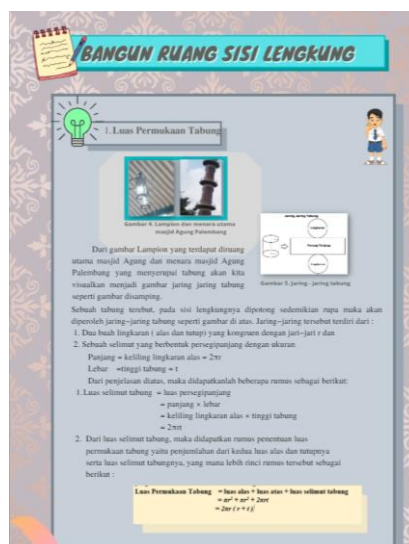 BANGUN RUANG SISI LENGKUNG
1. Luas Permukaan Tabung
Gambar 4. Lampion dan menara utama
masjid Agung Palembang
Jaring-Jaring Tabung
Gambar 5. Jaring - jaring tabung
Dari gambar Lampion yang terdapat diruang
utama masjid Agung dan menara masjid Agung
Palembang yang menyerupai tabung akan kita
visualkan menjadi gambar jaring jaring tabung
seperti gambar disamping.
Sebuah tabung terebut, pada sisi lengkungnya dipotong sedemikian rupa maka akan
diperoleh jaring-jaring tabung seperti gambar di atas. Jaring-jaring tersebut terdiri dari :
1. Dua buah lingkaran ( alas dan tutup) yang kongruen dengan jari-jari r dan
2. Sebuah selimut yang berbentuk persegipanjang dengan ukuran
Panjang = keliling lingkaran alas = 2πr
Lebar =tinggi tabung = t
Dari penjelasan diatas, maka didapatkanlah beberapa rumus sebagai berikut:
1.Luas selimut tabung = luas persegipanjang
= panjang × lebar
= keliling lingkaran alas × tinggi tabung
= 2πrt
2. Dari luas selimut tabung, maka didapatkan rumus penentuan luas
permukaan tabung yaitu penjumlahan dari kedua luas alas dan tutupnya
serta luas selimut tabungnya, yang mana lebih rinci rumus tersebut sebagai
berikut :
Luas Permukaan Tabung = luas alas + luas atas + luas selimut tabung
= πr² + πr² + 2πrt
= 2πr ( r + t )